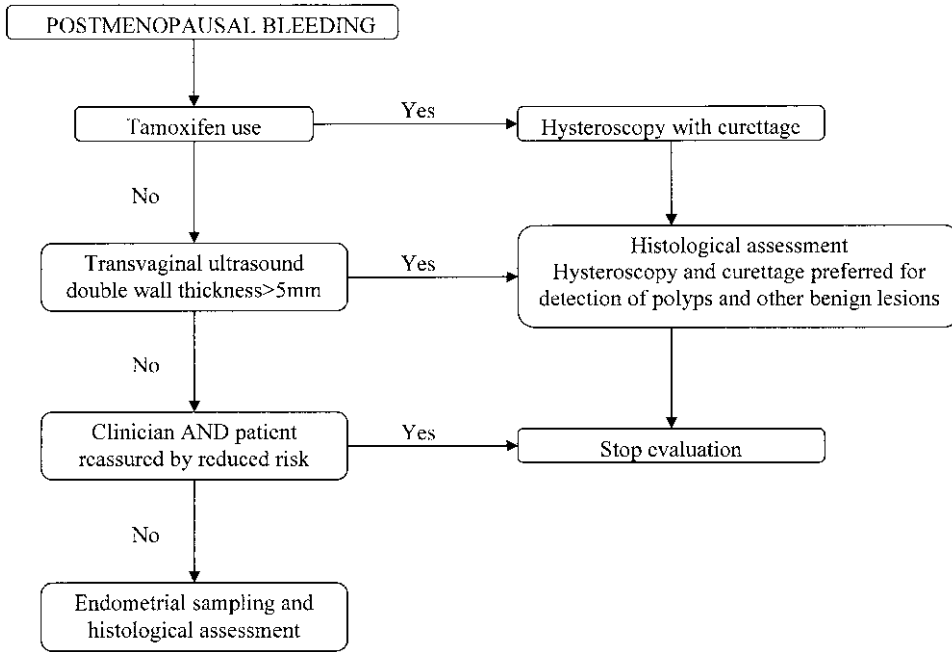 POSTMENOPAUSAL BLEEDING
Tamoxifen use
Yes
Hysteroscopy with curettage
No
Transvaginal ultrasound
double wall thickness>5mm
Yes
Histological assessment
Hysteroscopy and curettage preferred for
detection of polyps and other benign lesions
No
Clinician AND patient
reassured by reduced risk
Yes
Stop evaluation
No
Endometrial sampling and
histological assessment